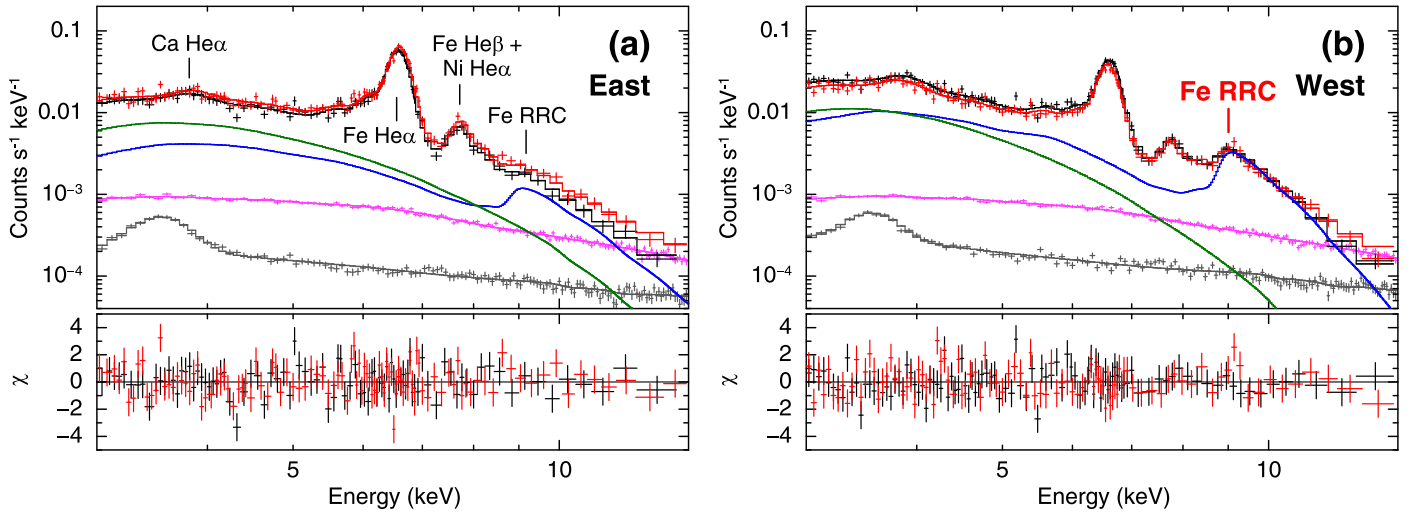 0.1
0.01
10⁻³
10⁻⁴
Counts s⁻¹ keV⁻¹
Ca Heα
Fe Heβ +
Ni Heα
Fe Heα
Fe RRC
(a)
East
4
2
0
−2
−4
χ
5
10
Energy (keV)
0.1
0.01
10⁻³
10⁻⁴
Counts s⁻¹ keV⁻¹
(b)
West
Fe RRC
4
2
0
−2
−4
χ
5
10
Energy (keV)